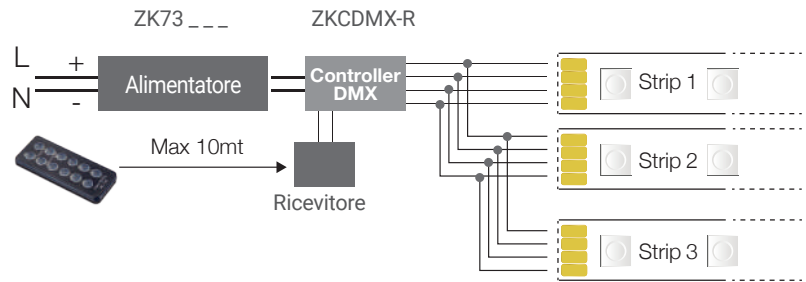 ZK73 _ _ _
ZKCDMX-R
L
+
N
-
Alimentatore
Controller
DMX
Max 10mt
Ricevitore
Strip 1
Strip 2
Strip 3